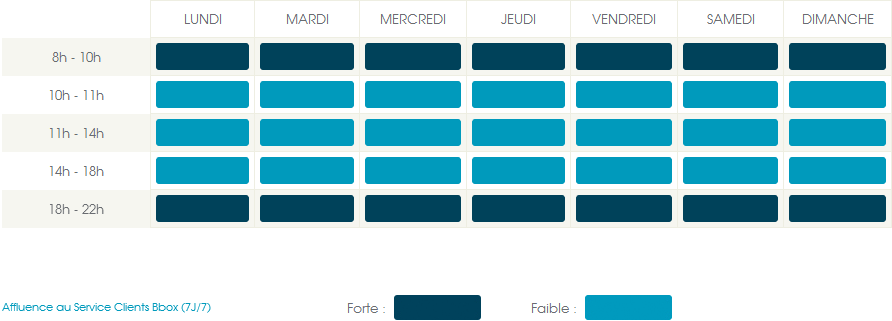 LUNDI MARDI MERCREDI JEUDI VENDREDI SAMEDI DIMANCHE
8h - 10h
10h - 11h
11h - 14h
14h - 18h
18h - 22h
Affluence au Service Clients Bbox (7J/7) Forte : Faible :